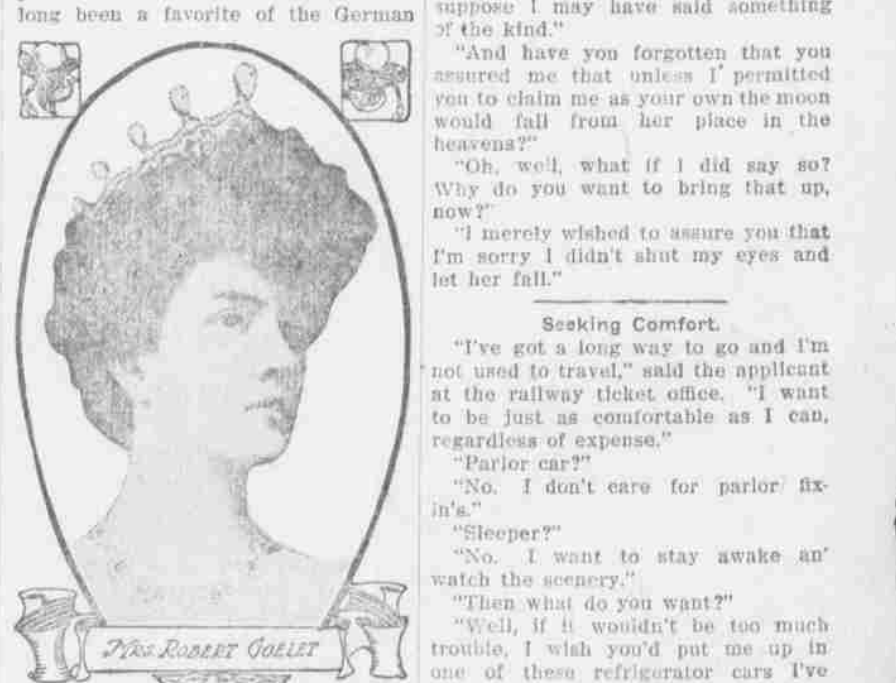 long been a favorite of the German
MRS. ROBERT GOELET
suppose I may have said something
of the kind."
"And have you forgotten that you
assured me that unless I permitted
you to claim me as your own the moon
would fall from her place in the
heavens?"
"Oh, well, what if I did say so?
Why do you want to bring that up,
now?"
"I merely wished to assure you that
I'm sorry I didn't shut my eyes and
let her fall."
Seeking Comfort.
"I've got a long way to go and I'm
not used to travel," said the applicant
at the railway ticket office. "I want
to be just as comfortable as I can,
regardless of expense."
"Parlor car?"
"No. I don't care for parlor fix-
in's."
"Sleeper?"
"No. I want to stay awake an'
watch the scenery."
"Then what do you want?"
"Well, if it wouldn't be too much
trouble, I wish you'd put me up in
one of these refrigerator cars I've